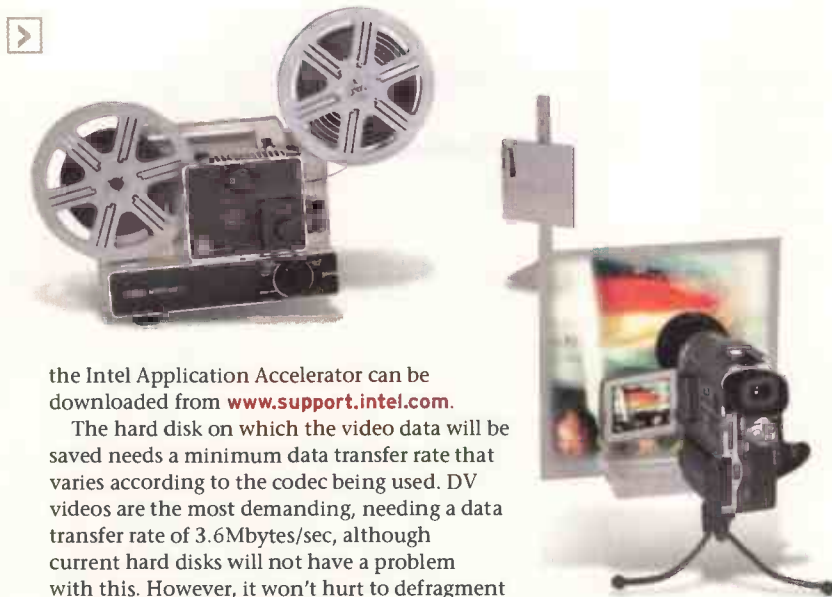 the Intel Application Accelerator can be
downloaded from www.support.intel.com.
The hard disk on which the video data will be
saved needs a minimum data transfer rate that
varies according to the codec being used. DV
videos are the most demanding, needing a data
transfer rate of 3.6Mbytes/sec, although
current hard disks will not have a problem
with this. However, it won't hurt to defragment